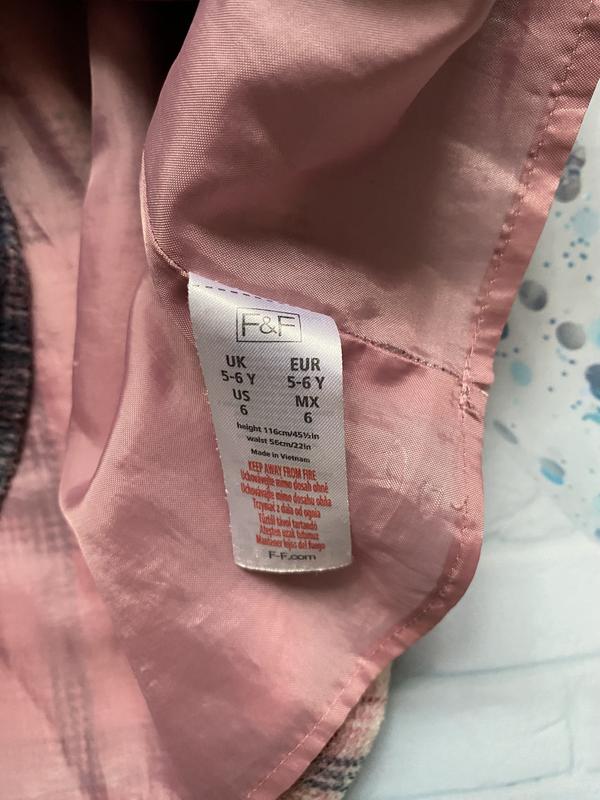 F&F
UK EUR
5-6 Y 5-6 Y
US MX
6 6
height 116cm/45½in
waist 56cm/22in
Made in Vietnam
KEEP AWAY FROM FIRE
Uchovávejte mimo dosah ohně
Uchovávajte mimo dosahu ohňa
Trzymać z dala od ognia
Tűztől távol tartandó
Ateşten uzak tutunuz
Mantener lejos del fuego
F-F.com